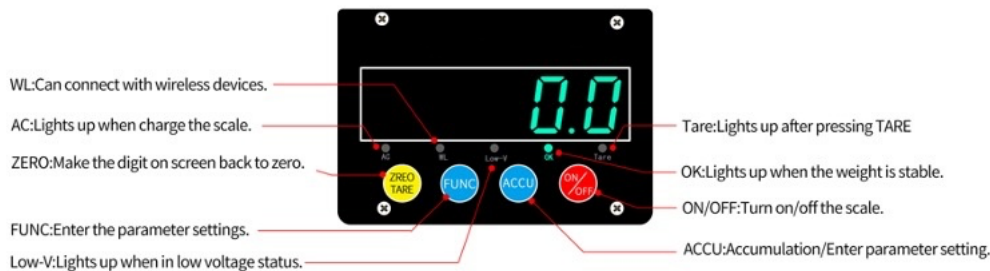 0.0
WL:Can connect with wireless devices.
AC:Lights up when charge the scale.
ZERO:Make the digit on screen back to zero.
FUNC:Enter the parameter settings.
Low-V:Lights up when in low voltage status.
AC WL Low-V OK Tare
ZREO
TARE
FUNC
ACCU
ON/OFF
Tare:Lights up after pressing TARE
OK:Lights up when the weight is stable.
ON/OFF:Turn on/off the scale.
ACCU:Accumulation/Enter parameter setting.